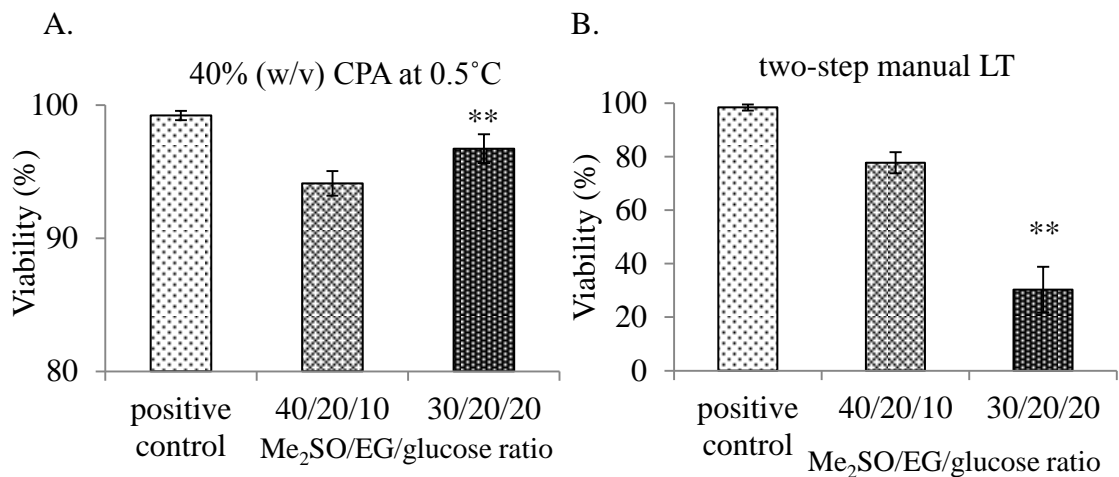 A.
40% (w/v) CPA at 0.5˚C
Viability (%)
100
90
80
**
positive control
40/20/10
30/20/20
Me₂SO/EG/glucose ratio
B.
two-step manual LT
Viability (%)
100
80
60
40
20
0
**
positive control
40/20/10
30/20/20
Me₂SO/EG/glucose ratio